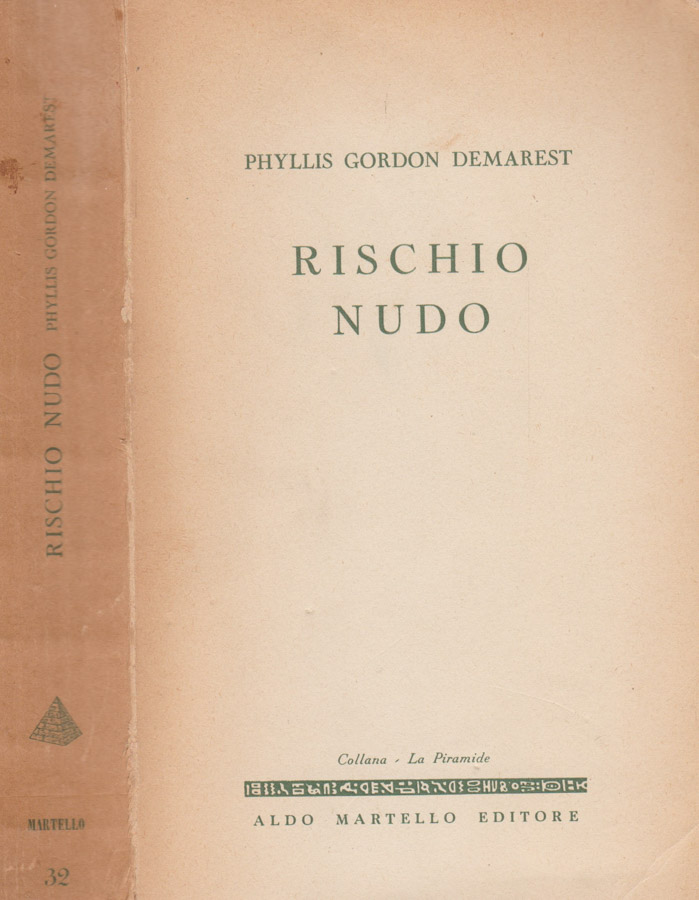 RISCHIO NUDO PHYLLIS GORDON DEMAREST
MARTELLO
32
PHYLLIS GORDON DEMAREST
RISCHIO
NUDO
Collana - La Piramide
ALDO MARTELLO EDITORE